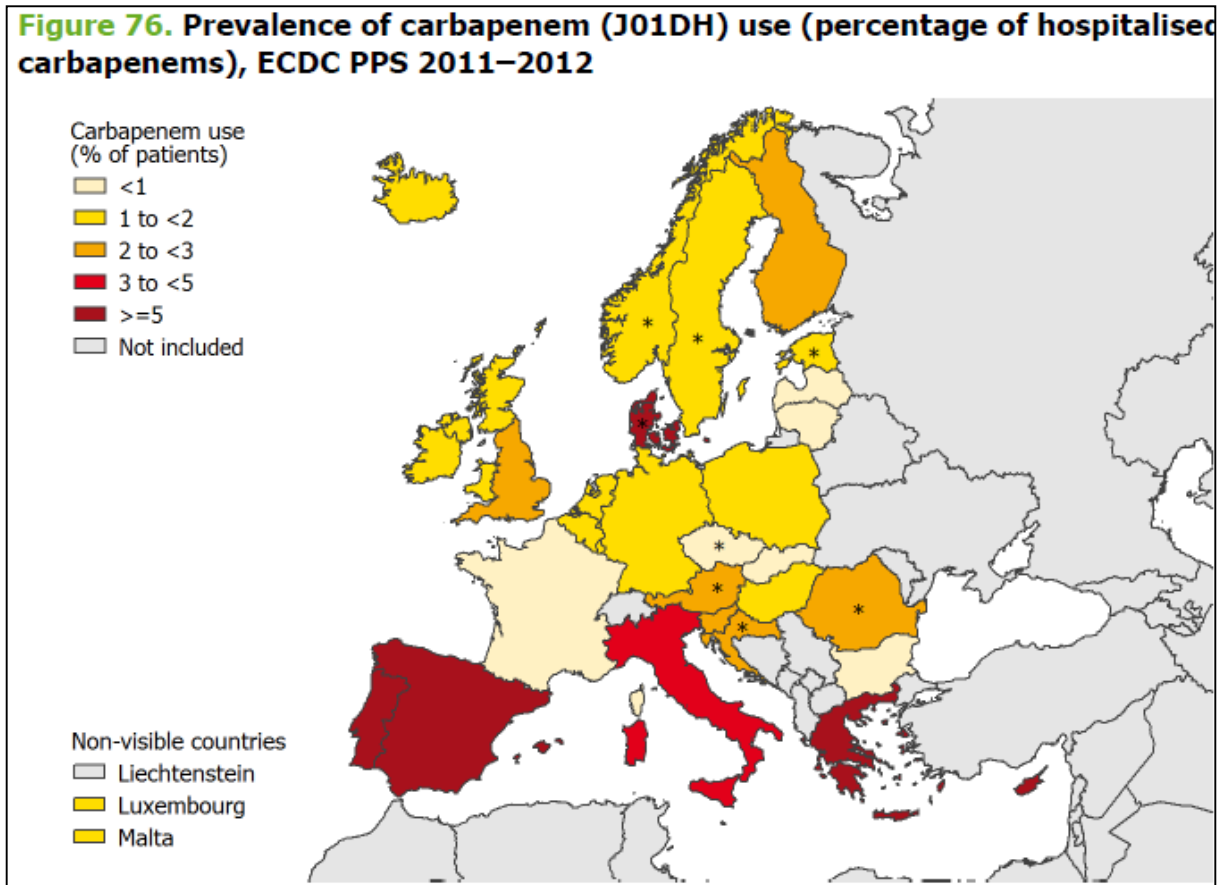 Figure 76. Prevalence of carbapenem (J01DH) use (percentage of hospitalised
carbapenems), ECDC PPS 2011–2012
Carbapenem use
(% of patients)
<1
1 to <2
2 to <3
3 to <5
>=5
Not included
*
*
*
*
*
*
*
*
Non-visible countries
Liechtenstein
Luxembourg
Malta